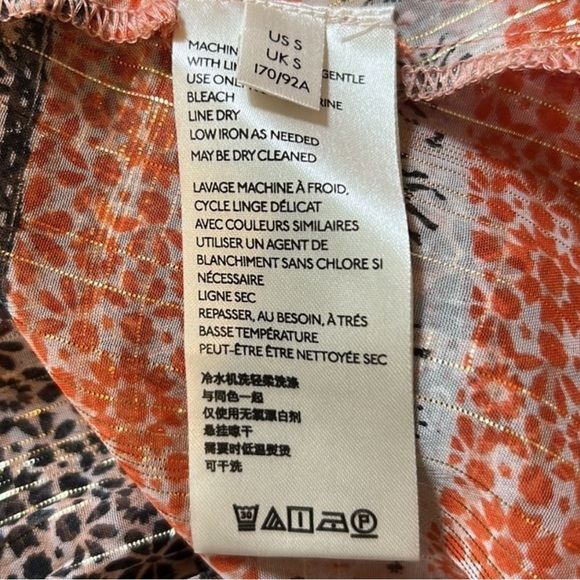 US S
UK S
170/92A
MACHIN
WITH LI GENTLE
USE ONL RINE
BLEACH
LINE DRY
LOW IRON AS NEEDED
MAY BE DRY CLEANED
LAVAGE MACHINE À FROID,
CYCLE LINGE DÉLICAT
AVEC COULEURS SIMILAIRES
UTILISER UN AGENT DE
BLANCHIMENT SANS CHLORE SI
NÉCESSAIRE
LIGNE SEC
REPASSER, AU BESOIN, À TRÉS
BASSE TEMPÉRATURE
PEUT-ÊTRE ÊTRE NETTOYÉE SEC
冷水机洗轻柔洗涤
与同色一起
仅使用无氯漂白剂
悬挂晾干
需要时低温熨烫
可干洗
30
P